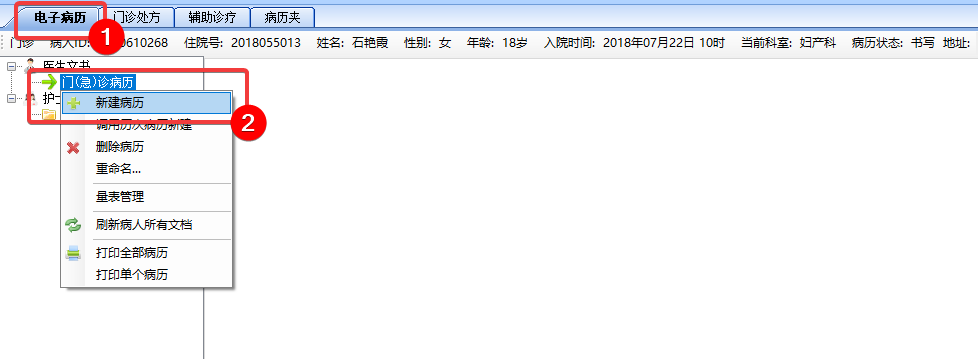 电子病历 门诊处方 辅助诊疗 病历夹
1
门诊 病人ID: 0610268 住院号: 2018055013 姓名: 石艳霞 性别: 女 年龄: 18岁 入院时间: 2018年07月22日 10时 当前科室: 妇产科 病历状态: 书写 地址:
医生文书
门(急)诊病历
护士
新建病历
2
调用历次病历新建
删除病历
重命名...
量表管理
刷新病人所有文档
打印全部病历
打印单个病历